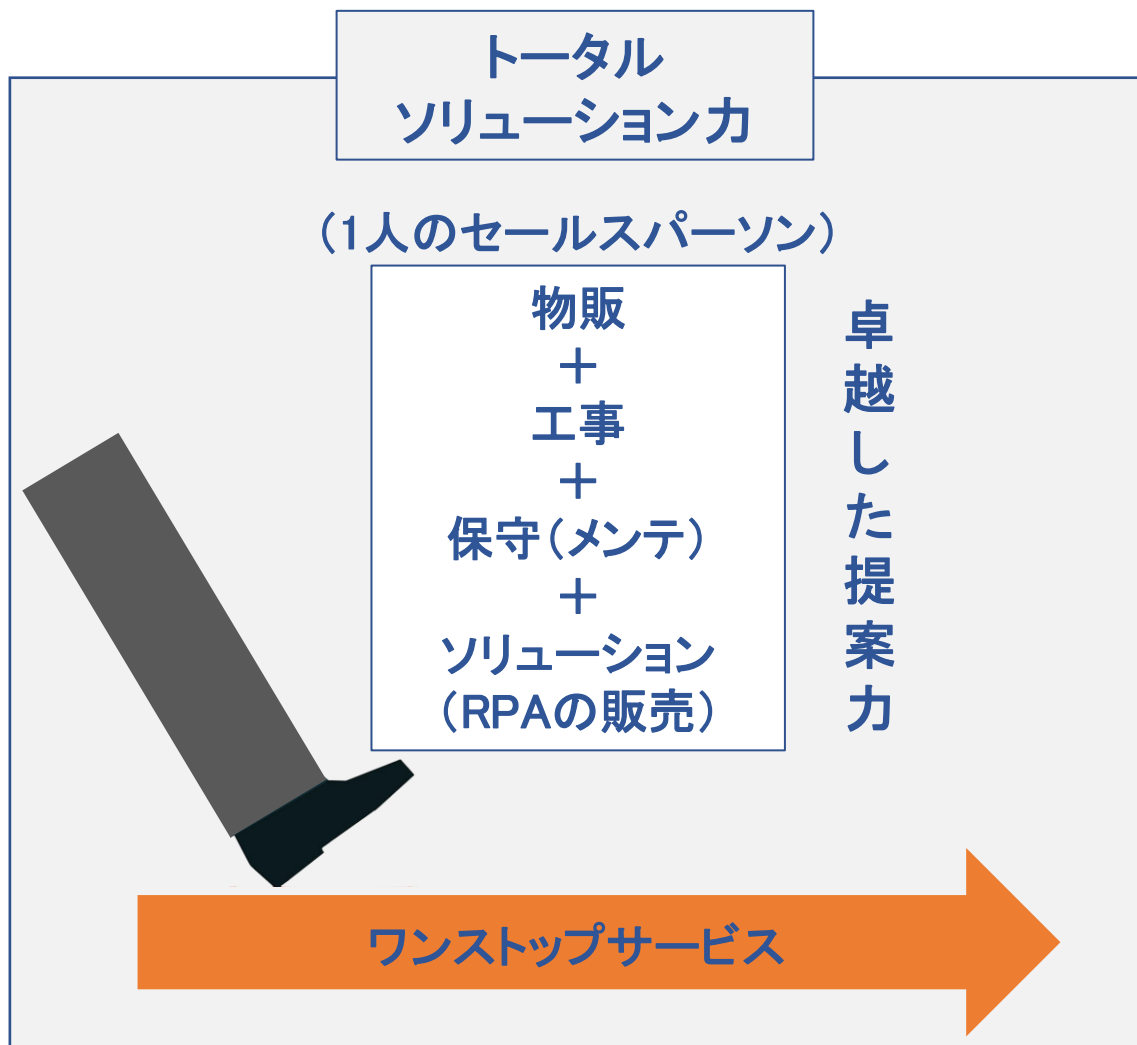 トータル
ソリューション力
（1人のセールスパーソン）
物販
＋
工事
＋
保守（メンテ）
＋
ソリューション
（RPAの販売）
卓越した提案力
ワンストップサービス